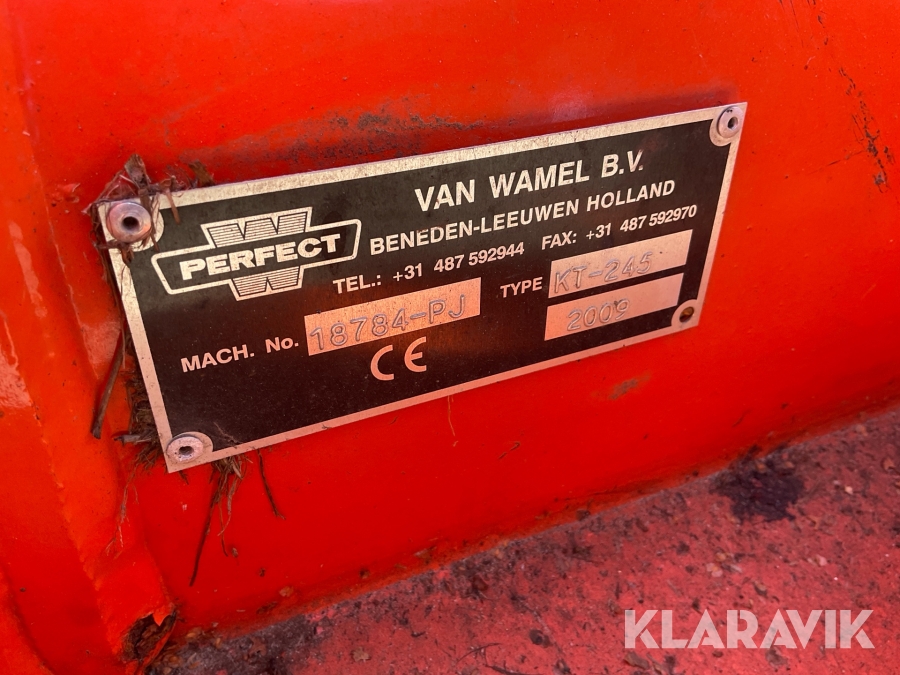 VAN WAMEL B.V.
BENEDEN-LEEUWEN HOLLAND
PERFECT
TEL.: +31 487 592944 FAX: +31 487 592970
MACH. No. 18784-PJ TYPE KT-245
2009
CE
KLARAVIK